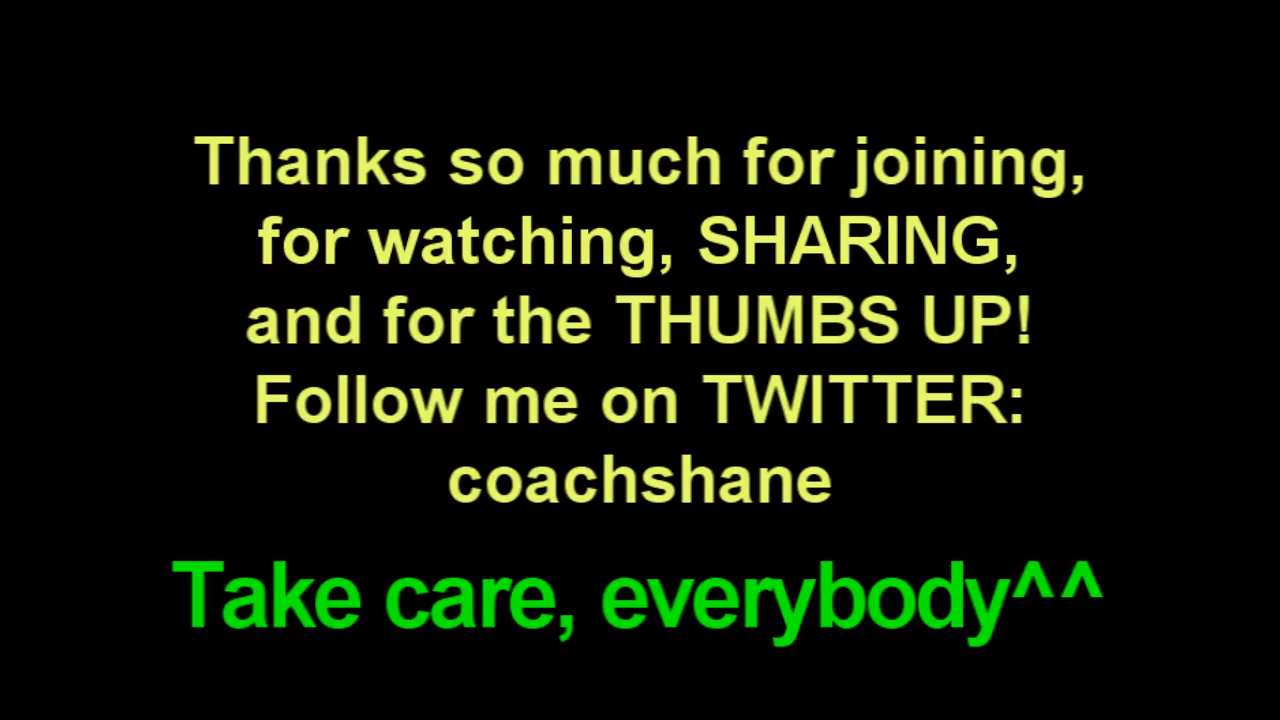 Thanks so much for joining,
for watching, SHARING,
and for the THUMBS UP!
Follow me on TWITTER:
coachshane
Take care, everybody^^